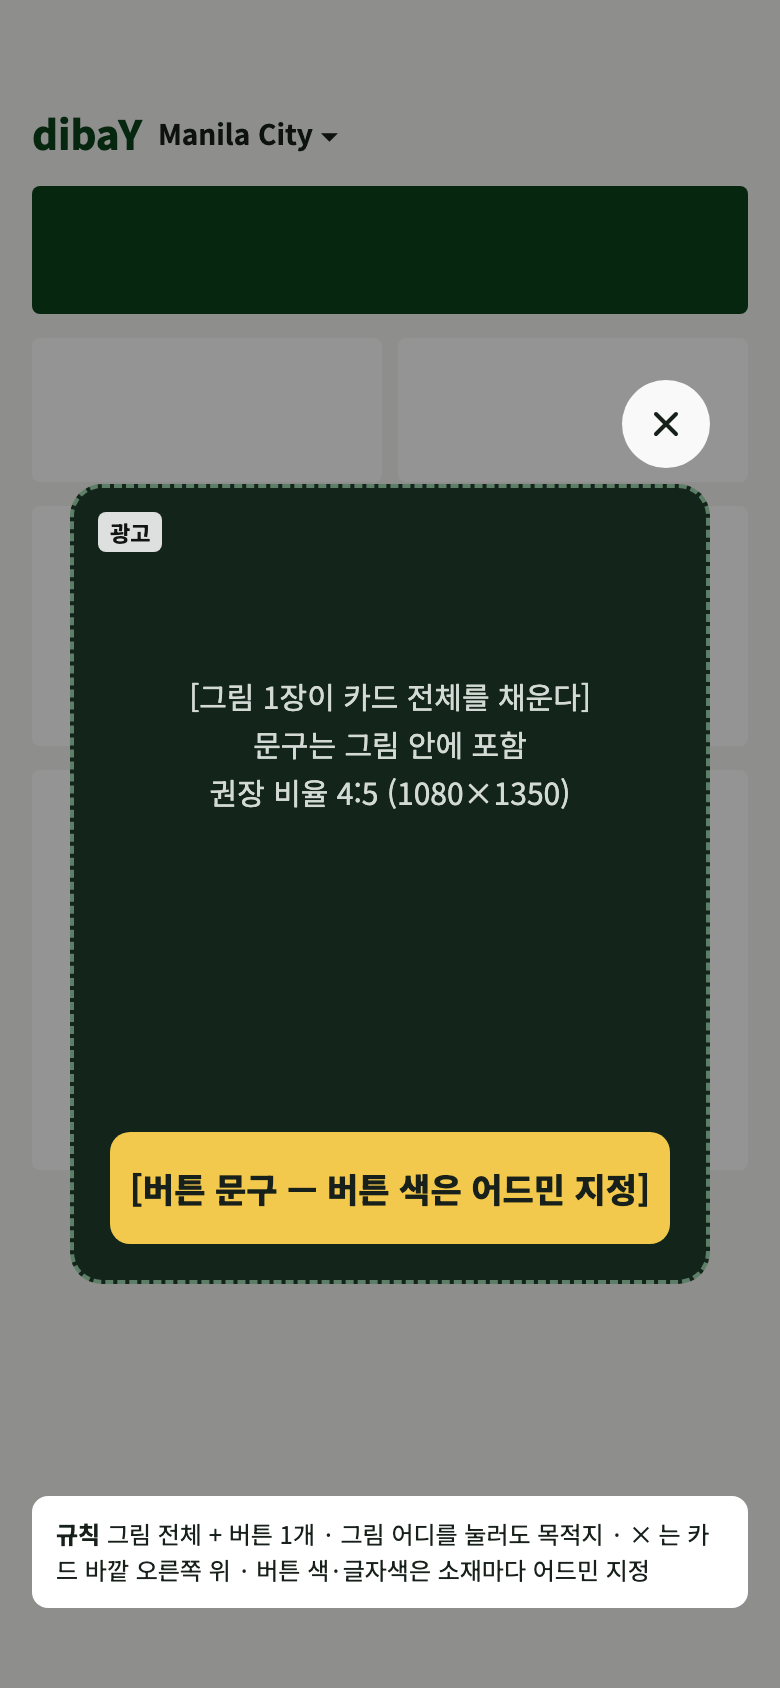 dibaY Manila City
광고
[그림 1장이 카드 전체를 채운다]
문구는 그림 안에 포함
권장 비율 4:5 (1080×1350)
[버튼 문구 — 버튼 색은 어드민 지정]
규칙 그림 전체 + 버튼 1개 · 그림 어디를 눌러도 목적지 · × 는 카
드 바깥 오른쪽 위 · 버튼 색·글자색은 소재마다 어드민 지정